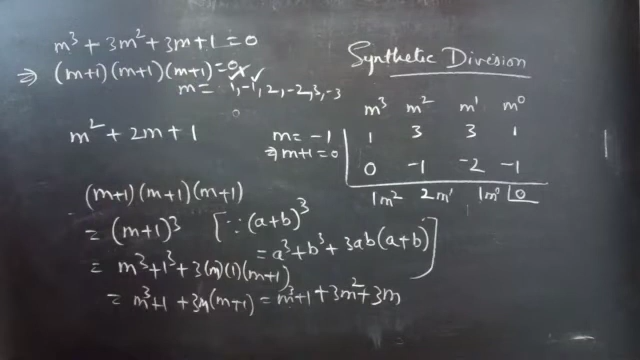 m³ + 3m² + 3m + 1 = 0
⇒ (m+1)(m+1)(m+1) = 0
m = 1, -1, 2, -2, 3, -3
m² + 2m + 1
Synthetic Division
m³ m² m¹ m⁰
m = -1 1 3 3 1
⇒ m+1 = 0 0 -1 -2 -1
1m² 2m¹ 1m⁰ 0
(m+1)(m+1)(m+1)
= (m+1)³ [∵ (a+b)³
= a³ + b³ + 3ab(a+b)]
= m³ + 1³ + 3(m)(1)(m+1)
= m³ + 1 + 3m(m+1) = m³ + 1 + 3m² + 3m